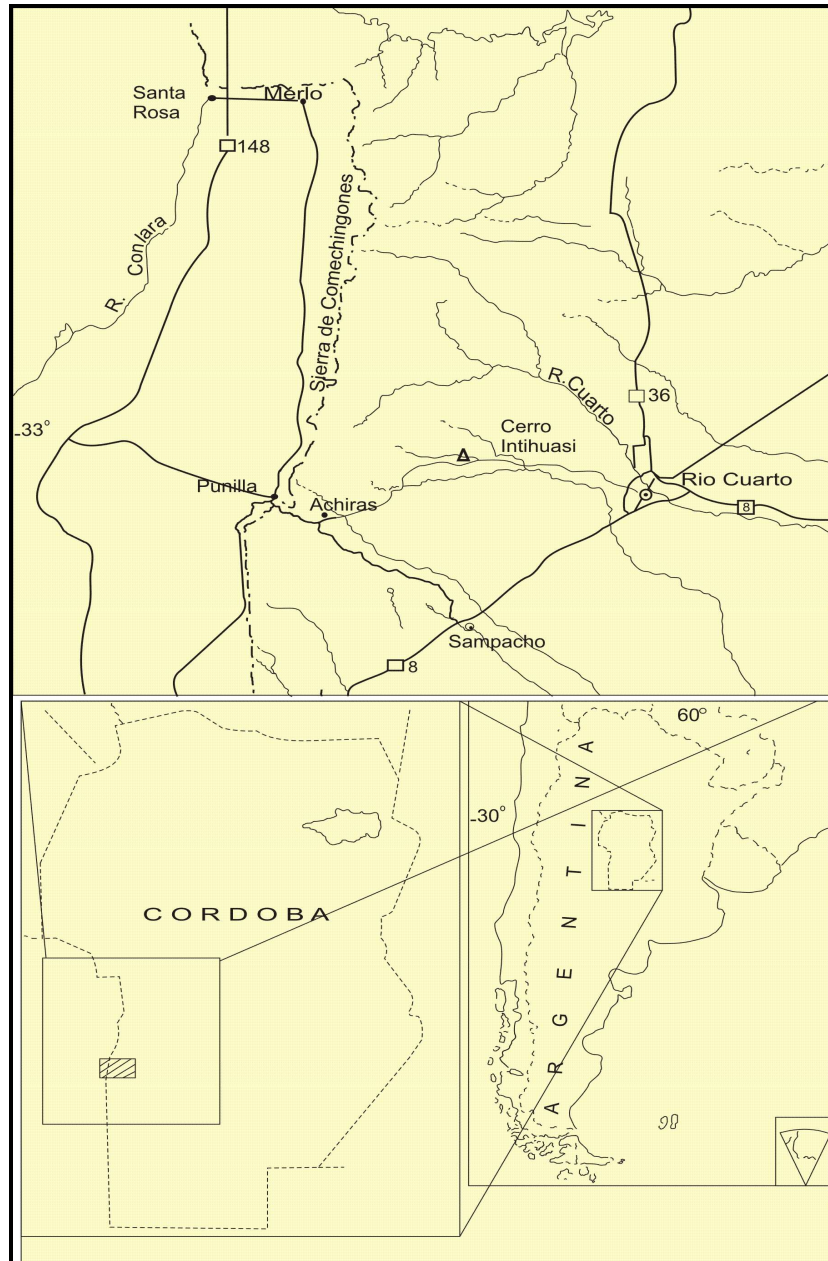 Santa
Rosa
Merlo
148
R. Conlara
Sierra de Comechingones
R.Cuarto
36
Cerro
Intihuasi
-33°
Punilla
Achiras
Rio Cuarto
8
Sampacho
8
60°
-30°
CORDOBA
ARGENTINA